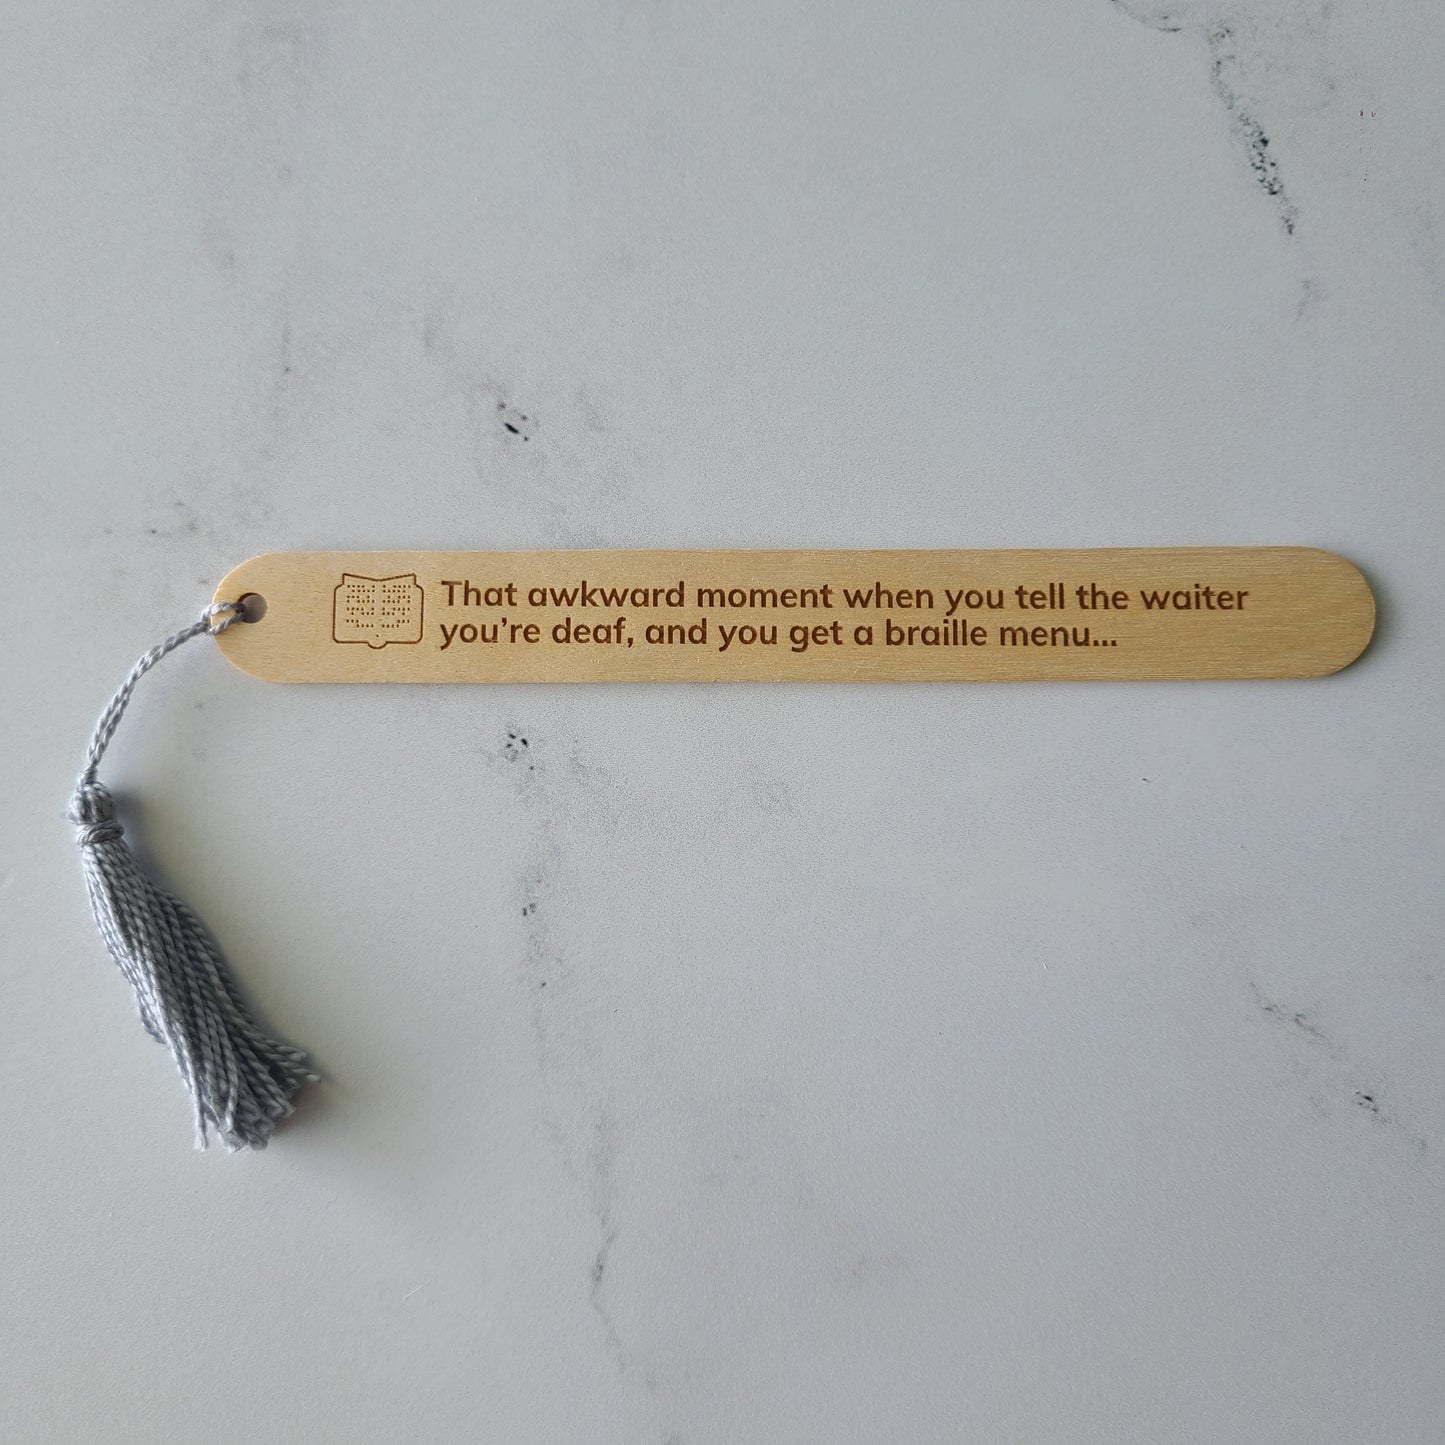 That awkward moment when you tell the waiter
you’re deaf, and you get a braille menu...